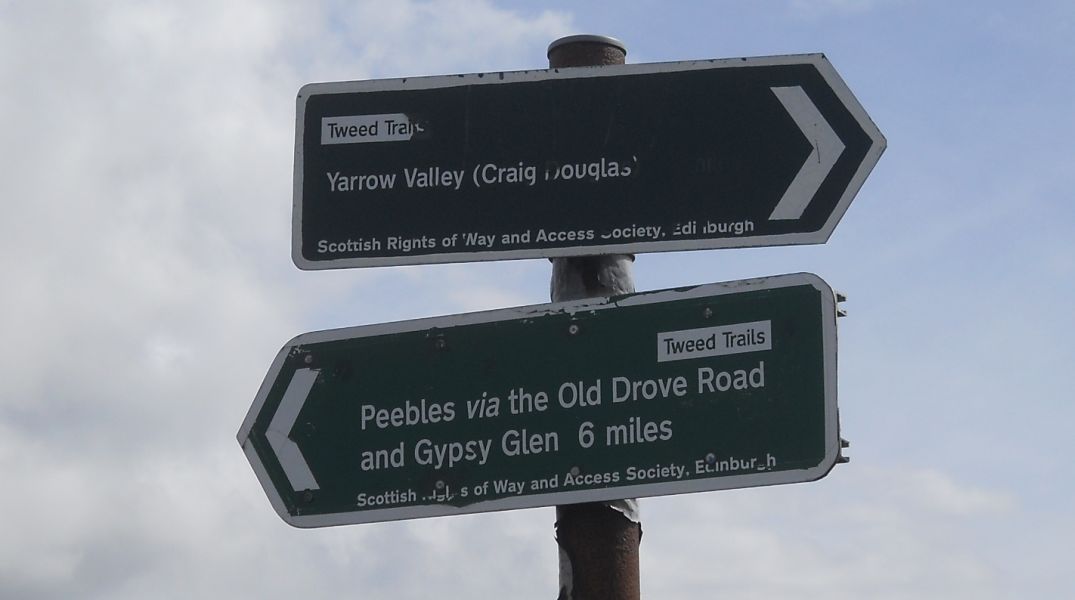 Tweed Trails
Yarrow Valley (Craig Douglas)
Scottish Rights of Way and Access Society, Edinburgh
Tweed Trails
Peebles via the Old Drove Road
and Gypsy Glen 6 miles
Scottish Rights of Way and Access Society, Edinburgh